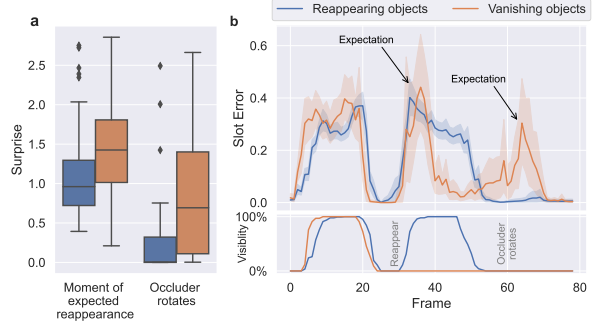 a
Surprise
2.5
2.0
1.5
1.0
0.5
0.0
Moment of
expected
reappearance
Occluder
rotates
b
Reappearing objects
Vanishing objects
Slot Error
0.6
0.4
0.2
0.0
Expectation
Expectation
Visiblity
100%
0%
Reappear
Occluder
rotates
0
20
40
60
80
Frame